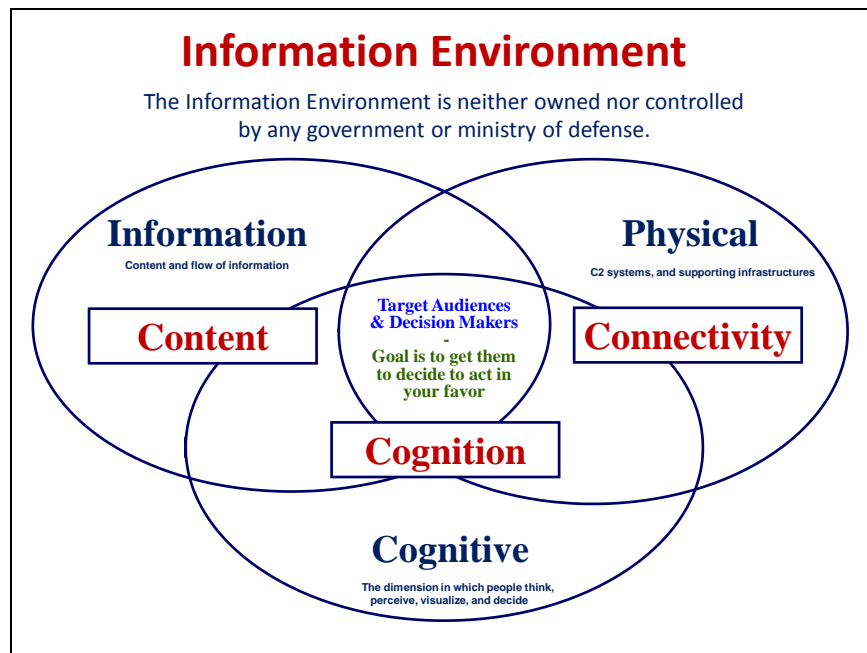 Information Environment
The Information Environment is neither owned nor controlled
by any government or ministry of defense.
Information
Content and flow of information
Physical
C2 systems, and supporting infrastructures
Content
Target Audiences
& Decision Makers
-
Goal is to get them
to decide to act in
your favor
Connectivity
Cognition
Cognitive
The dimension in which people think,
perceive, visualize, and decide